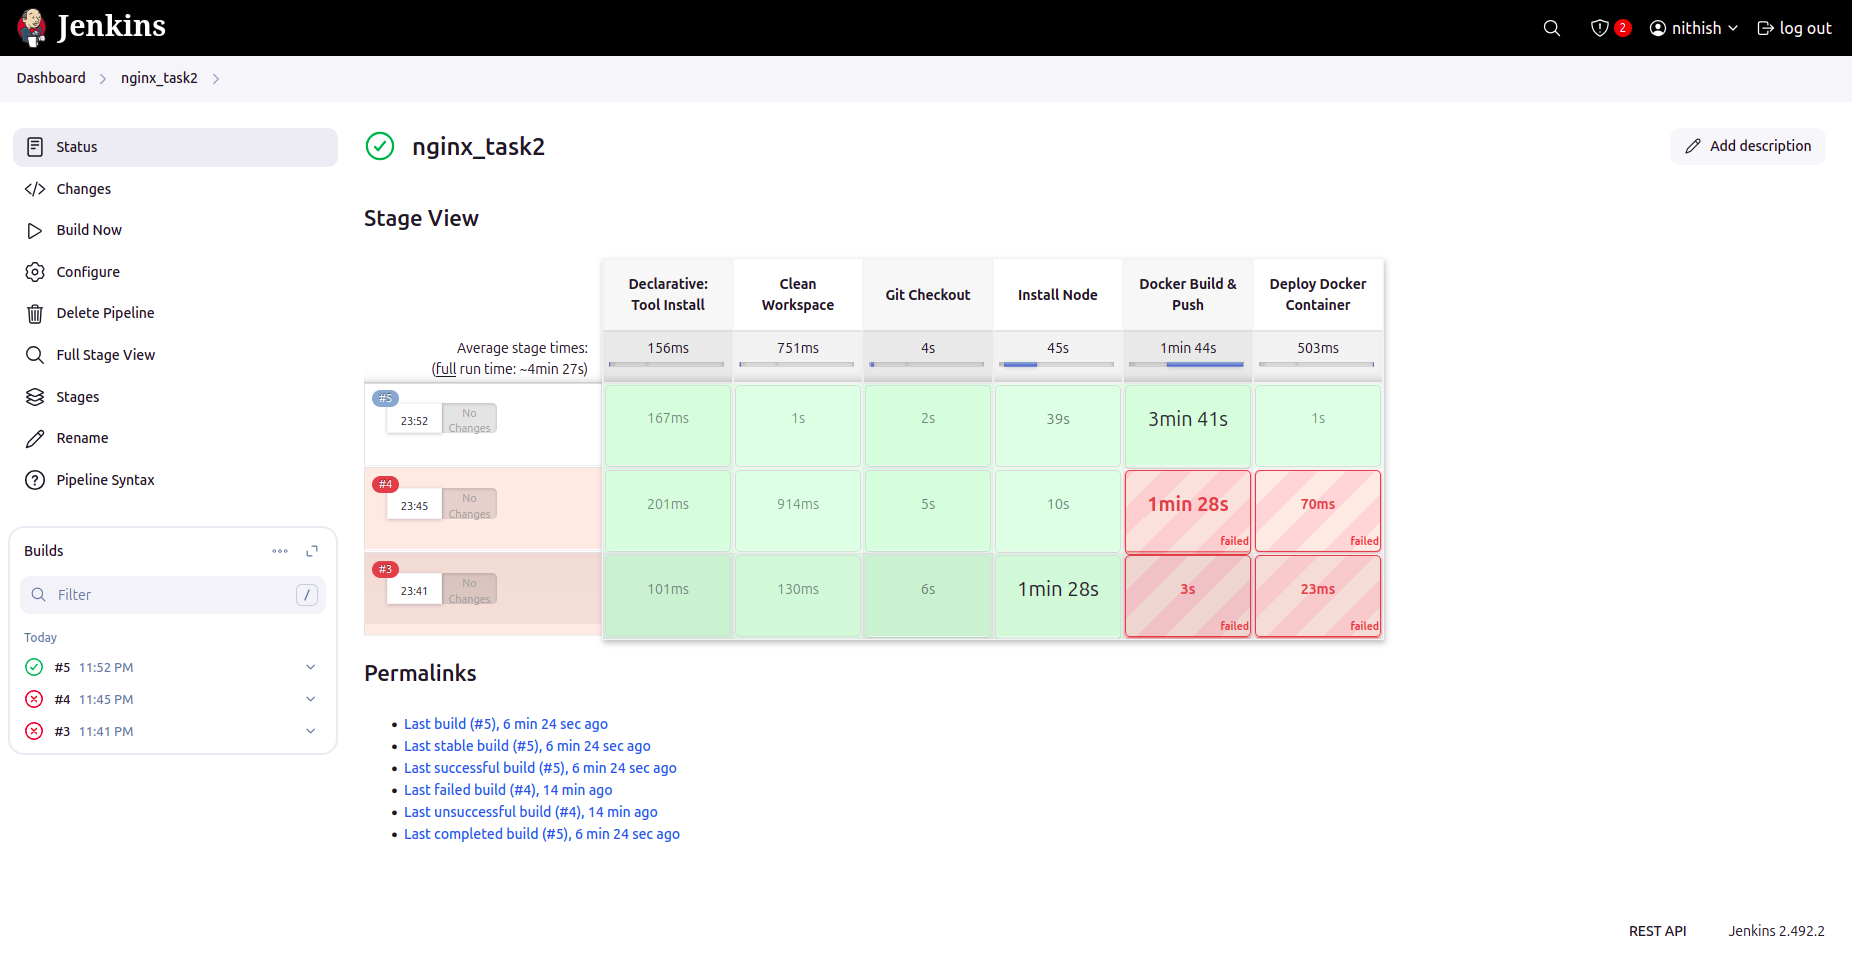 Jenkins
2
nithish
log out
Dashboard
nginx_task2
Status
Changes
Build Now
Configure
Delete Pipeline
Full Stage View
Stages
Rename
Pipeline Syntax
Builds
Filter
/
Today
#5 11:52 PM
#4 11:45 PM
#3 11:41 PM
nginx_task2
Add description
Stage View
Declarative:
Tool Install
Clean
Workspace
Git Checkout
Install Node
Docker Build &
Push
Deploy Docker
Container
Average stage times:
(full run time: ~4min 27s)
156ms
751ms
4s
45s
1min 44s
503ms
#5
23:52
No
Changes
167ms
1s
2s
39s
3min 41s
1s
#4
23:45
No
Changes
201ms
914ms
5s
10s
1min 28s
failed
70ms
failed
#3
23:41
No
Changes
101ms
130ms
6s
1min 28s
3s
failed
23ms
failed
Permalinks
Last build (#5), 6 min 24 sec ago
Last stable build (#5), 6 min 24 sec ago
Last successful build (#5), 6 min 24 sec ago
Last failed build (#4), 14 min ago
Last unsuccessful build (#4), 14 min ago
Last completed build (#5), 6 min 24 sec ago
REST API
Jenkins 2.492.2